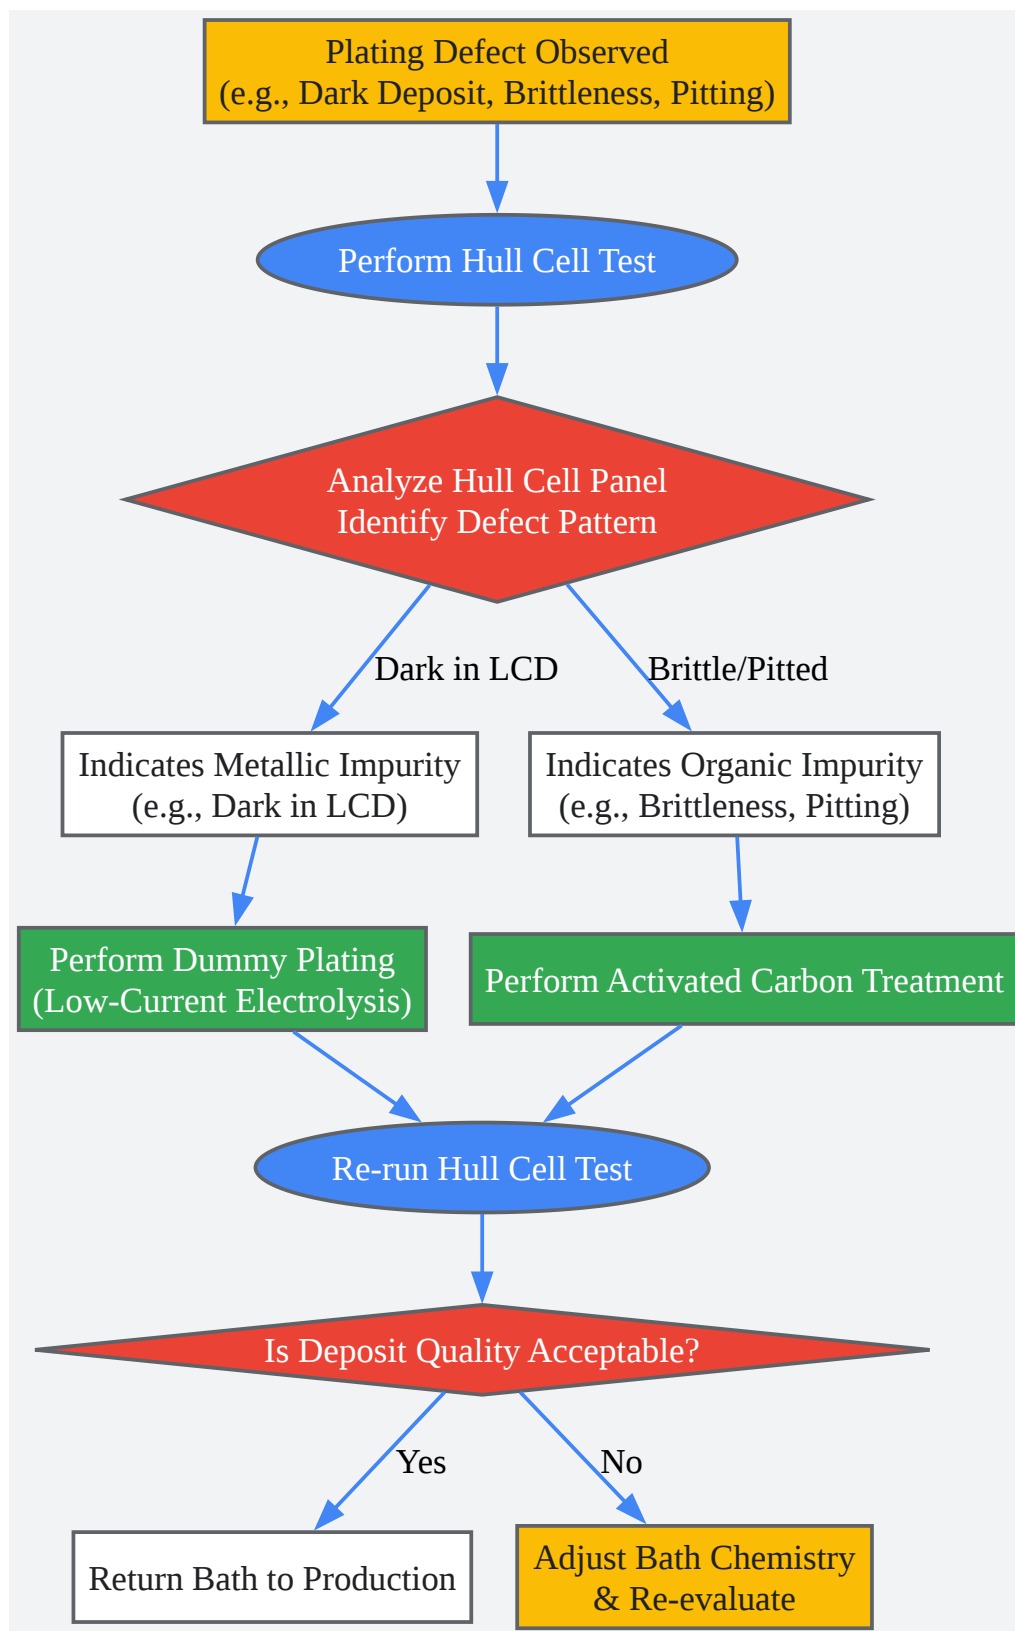 Plating Defect Observed
(e.g., Dark Deposit, Brittleness, Pitting)
Perform Hull Cell Test
Analyze Hull Cell Panel
Identify Defect Pattern
Dark in LCD
Brittle/Pitted
Indicates Metallic Impurity
(e.g., Dark in LCD)
Indicates Organic Impurity
(e.g., Brittleness, Pitting)
Perform Dummy Plating
(Low-Current Electrolysis)
Perform Activated Carbon Treatment
Re-run Hull Cell Test
Is Deposit Quality Acceptable?
Yes
No
Return Bath to Production
Adjust Bath Chemistry
& Re-evaluate